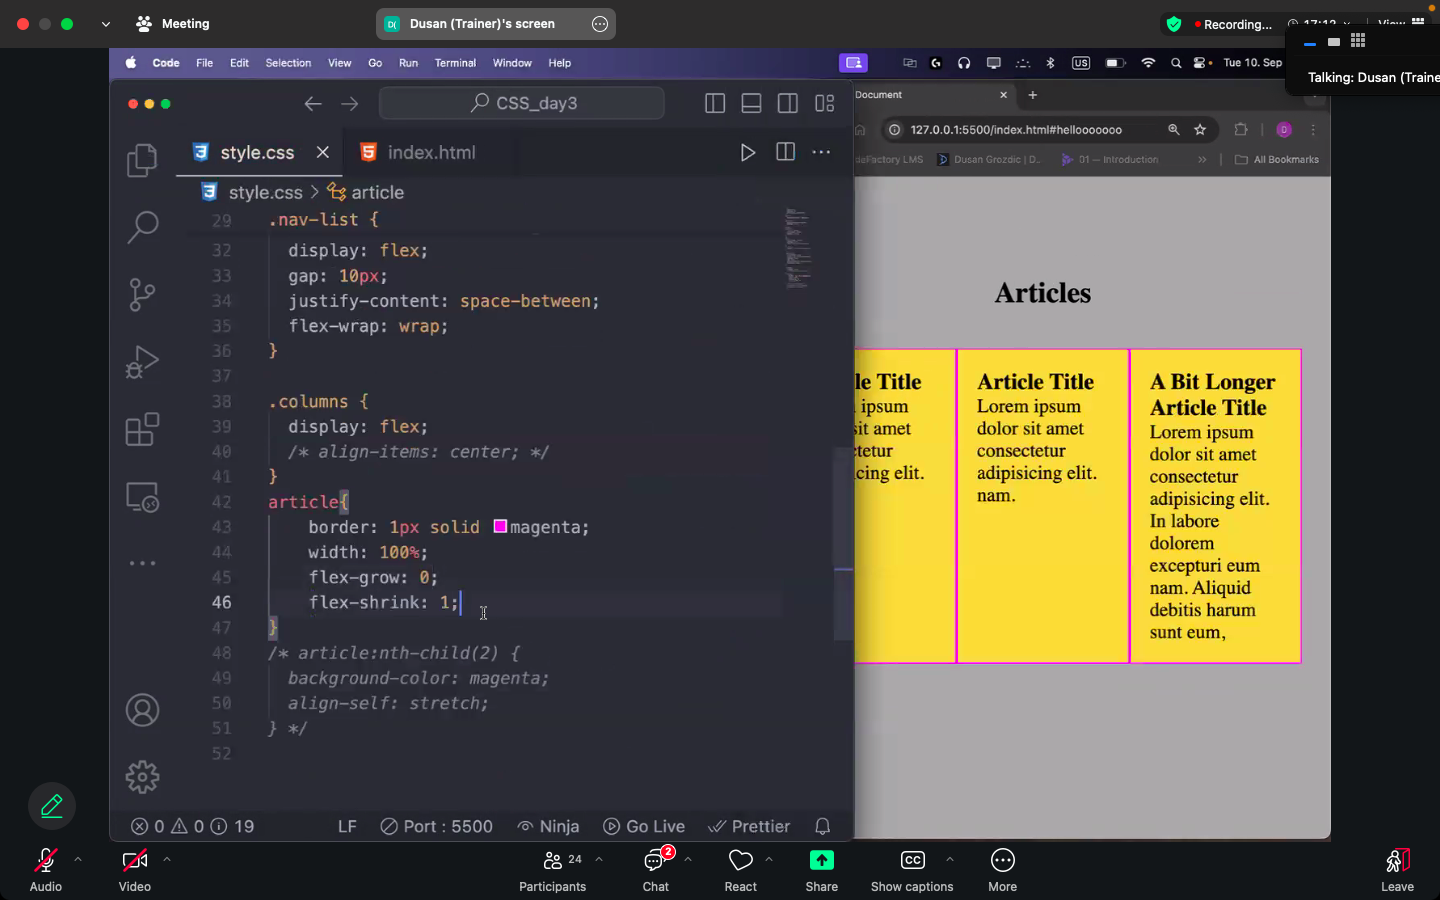 Meeting
D( Dusan (Trainer)'s screen
Recording...
17:12
View
Talking: Dusan (Traine
Code File Edit Selection View Go Run Terminal Window Help
US
Tue 10. Sep
CSS_day3
style.css
index.html
style.css > article
29 .nav-list {
32 display: flex;
33 gap: 10px;
34 justify-content: space-between;
35 flex-wrap: wrap;
36 }
37
38 .columns {
39 display: flex;
40 /* align-items: center; */
41 }
42 article{
43 border: 1px solid magenta;
44 width: 100%;
45 flex-grow: 0;
46 flex-shrink: 1;
47 }
48 /* article:nth-child(2) {
49 background-color: magenta;
50 align-self: stretch;
51 } */
52
0 0 19 LF Port : 5500 Ninja Go Live Prettier
Document
127.0.0.1:5500/index.html#hellooooooo
D
daFactory LMS
Dusan Grozdic | D...
01 — Introduction
All Bookmarks
Articles
le Title
ipsum
sit amet
ctetur
icing elit.
Article Title
Lorem ipsum
dolor sit amet
consectetur
adipisicing elit.
nam.
A Bit Longer
Article Title
Lorem ipsum
dolor sit amet
consectetur
adipisicing elit.
In labore
dolorem
excepturi eum
nam. Aliquid
debitis harum
sunt eum,
Audio
Video
24
Participants
2
Chat
React
Share
CC
Show captions
More
Leave